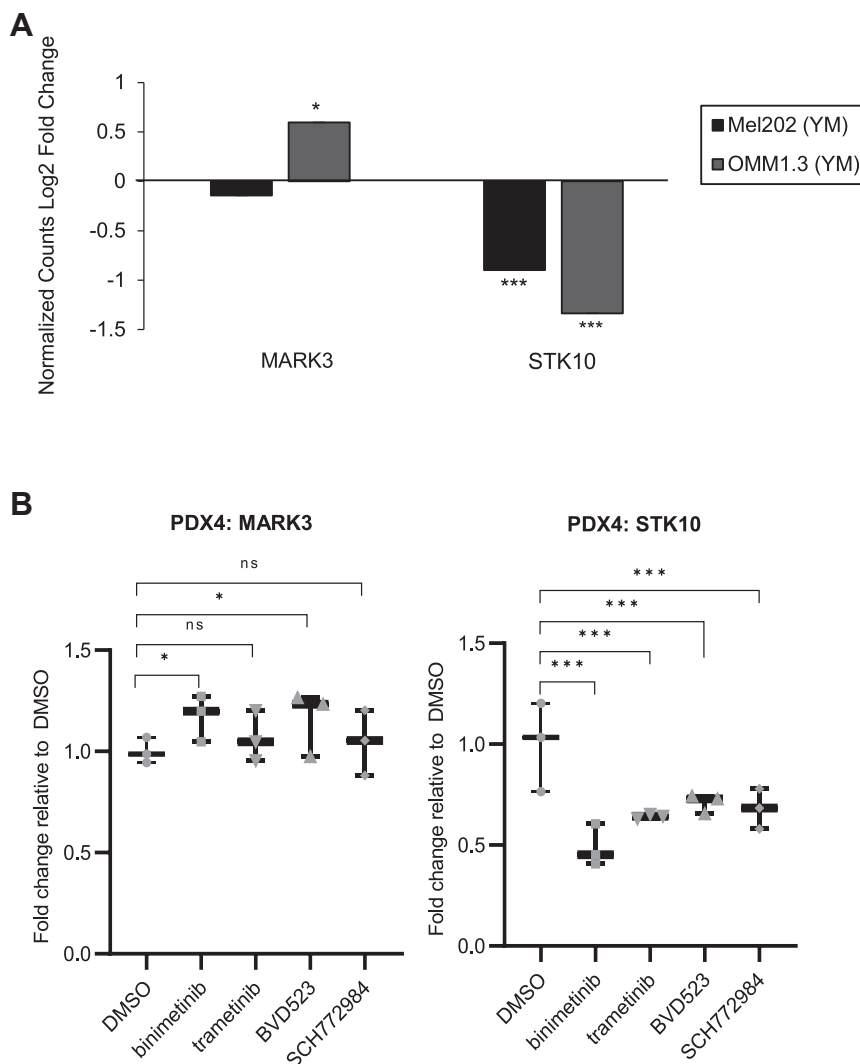 A
Normalized Counts Log2 Fold Change
1
0.5
0
-0.5
-1
-1.5
*
***
***
MARK3
STK10
Mel202 (YM)
OMM1.3 (YM)
B
PDX4: MARK3
ns
*
ns
*
Fold change relative to DMSO
1.5
1.0
0.5
0.0
DMSO
binimetinib
trametinib
BVD523
SCH772984
PDX4: STK10
***
***
***
***
Fold change relative to DMSO
1.5
1.0
0.5
0.0
DMSO
binimetinib
trametinib
BVD523
SCH772984